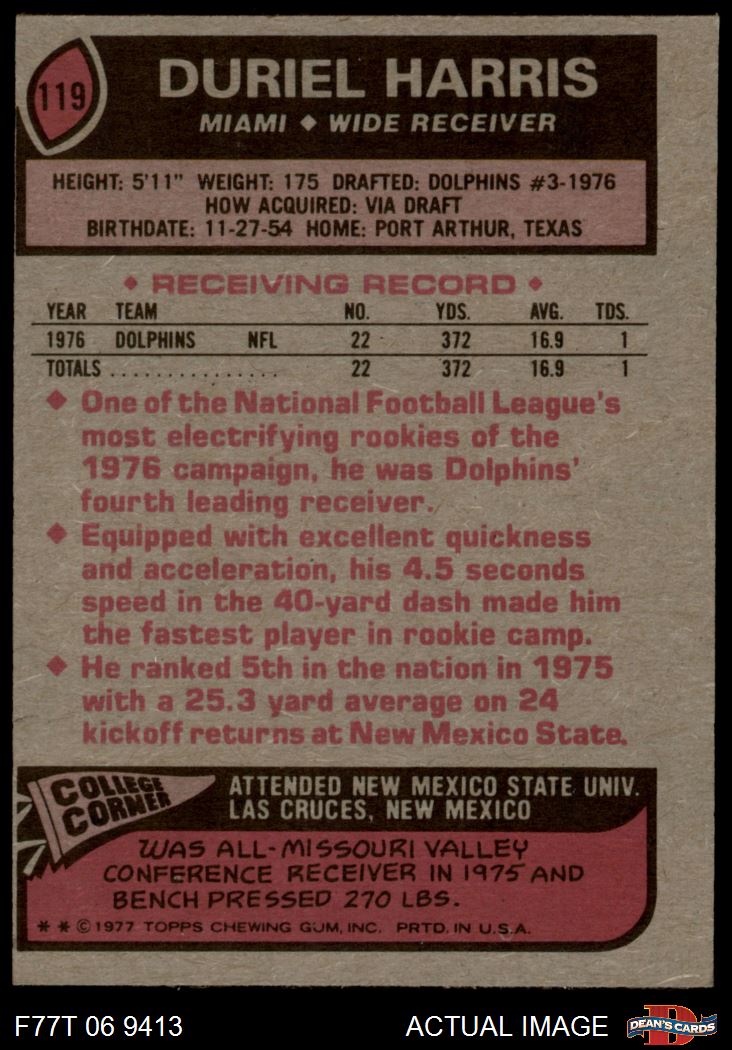 119
DURIEL HARRIS
MIAMI ◆ WIDE RECEIVER
HEIGHT: 5'11" WEIGHT: 175 DRAFTED: DOLPHINS #3-1976
HOW ACQUIRED: VIA DRAFT
BIRTHDATE: 11-27-54 HOME: PORT ARTHUR, TEXAS
◆ RECEIVING RECORD ◆
YEAR TEAM NO. YDS. AVG. TDS.
1976 DOLPHINS NFL 22 372 16.9 1
TOTALS . . . . . . . . . . . . . . . 22 372 16.9 1
◆ One of the National Football League's
most electrifying rookies of the
1976 campaign, he was Dolphins'
fourth leading receiver.
◆ Equipped with excellent quickness
and acceleration, his 4.5 seconds
speed in the 40-yard dash made him
the fastest player in rookie camp.
◆ He ranked 5th in the nation in 1975
with a 25.3 yard average on 24
kickoff returns at New Mexico State.
COLLEGE
CORNER
ATTENDED NEW MEXICO STATE UNIV.
LAS CRUCES, NEW MEXICO
WAS ALL-MISSOURI VALLEY
CONFERENCE RECEIVER IN 1975 AND
BENCH PRESSED 270 LBS.
* * © 1977 TOPPS CHEWING GUM, INC. PRTD. IN U.S.A.
F77T 06 9413
ACTUAL IMAGE
D
DEAN'S CARDS